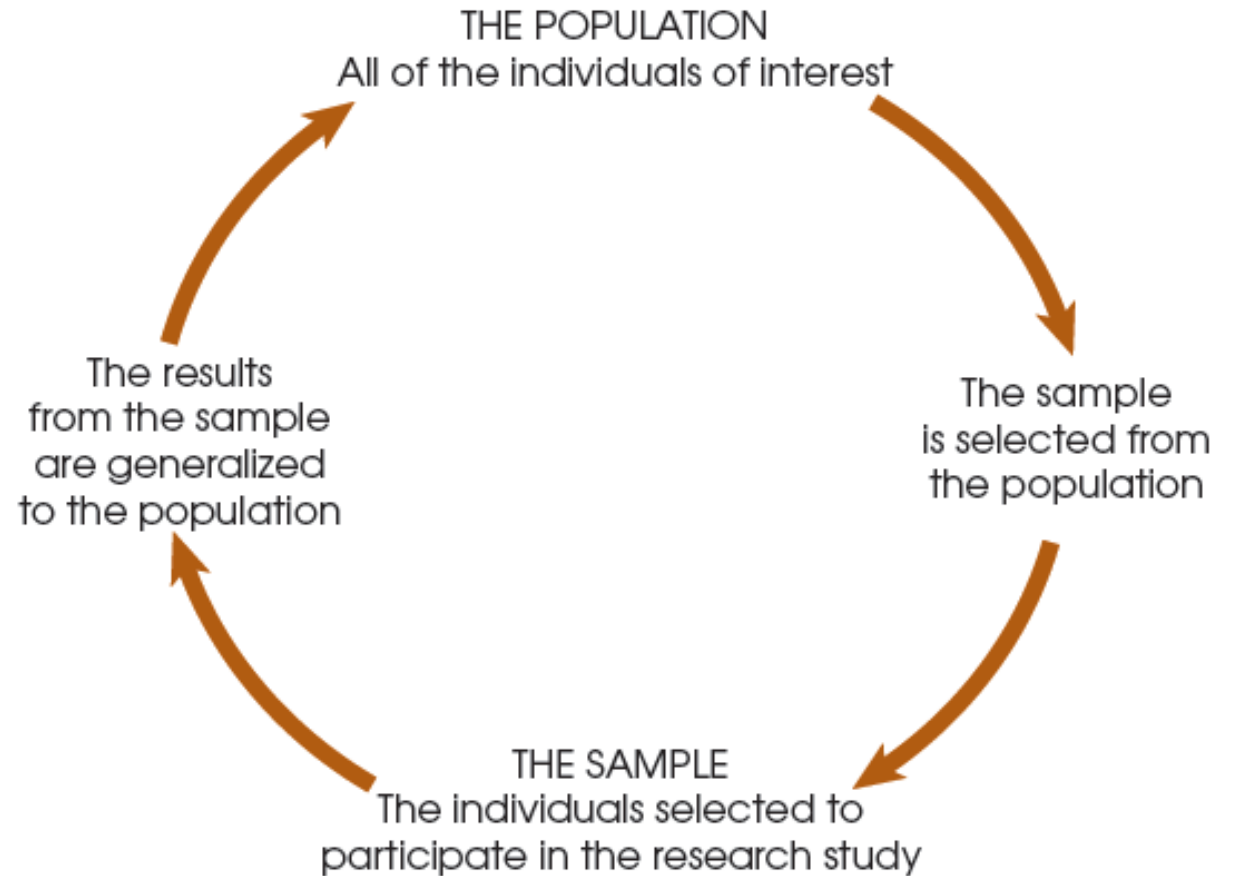 THE POPULATION
All of the individuals of interest
The sample
is selected from
the population
THE SAMPLE
The individuals selected to
participate in the research study
The results
from the sample
are generalized
to the population